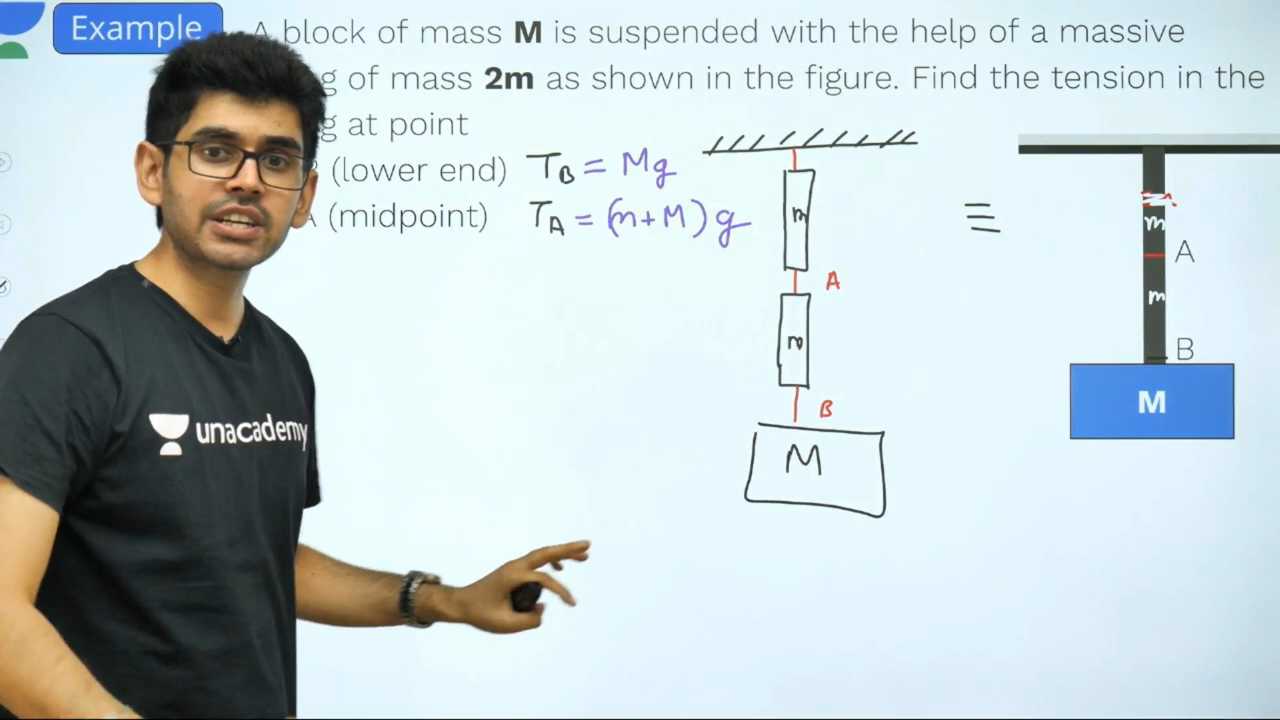 Example
A block of mass M is suspended with the help of a massive
g of mass 2m as shown in the figure. Find the tension in the
g at point
(lower end) T_B = Mg
A (midpoint) T_A = (m+M)g
m
A
m
B
M
=
m
A
m
B
M
unacademy